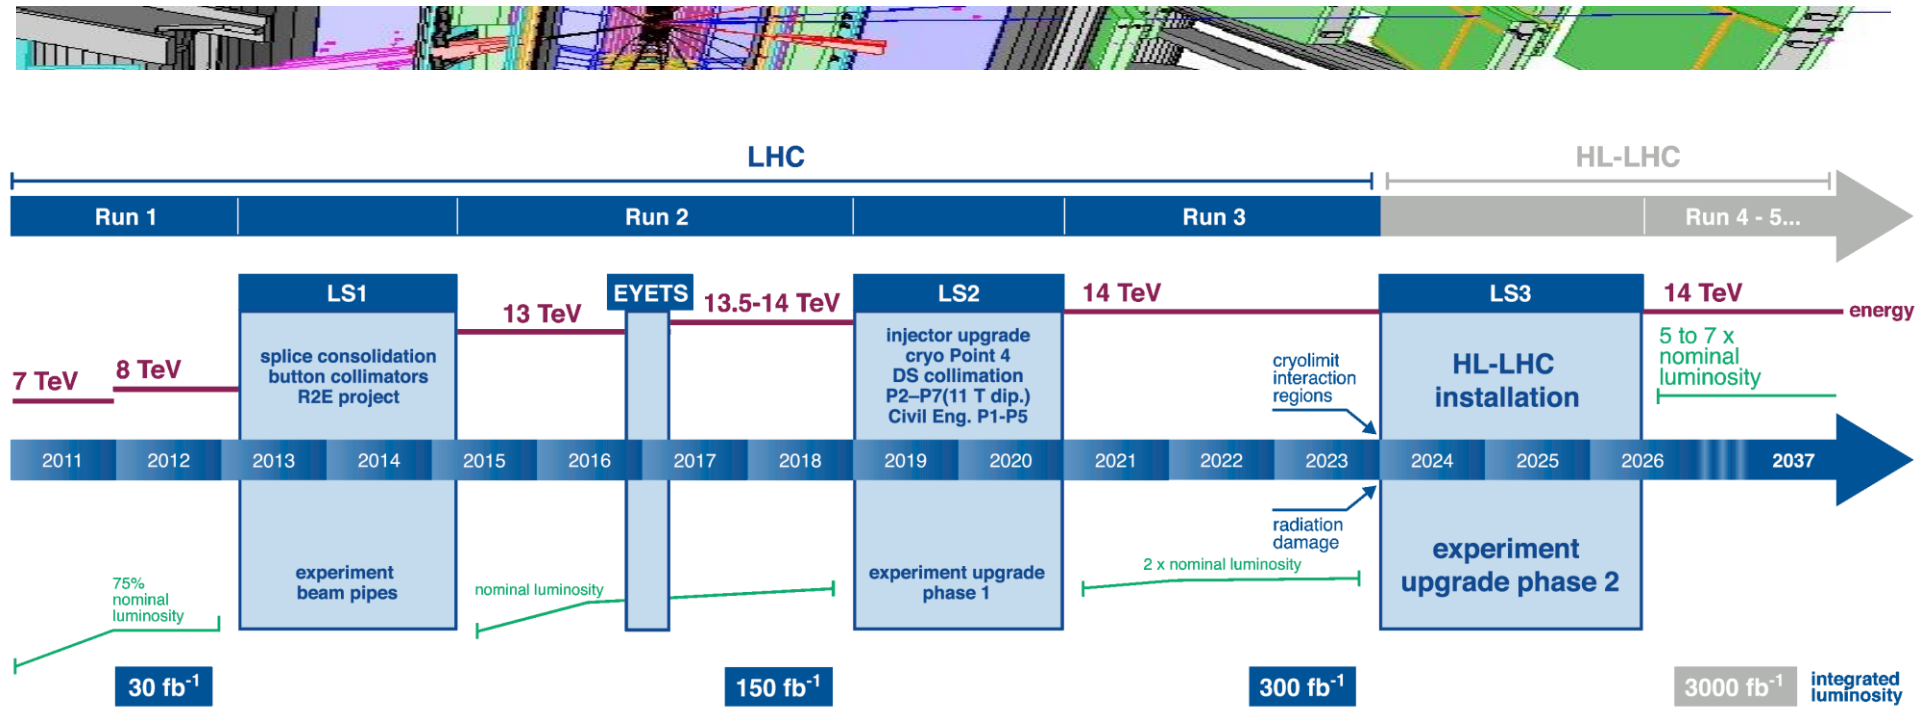 LHC
HL-LHC
Run 1
Run 2
Run 3
Run 4 - 5...
LS1
EYETS
LS2
LS3
7 TeV
8 TeV
13 TeV
13.5-14 TeV
14 TeV
14 TeV
energy
splice consolidation
button collimators
R2E project
injector upgrade
cryo Point 4
DS collimation
P2–P7(11 T dip.)
Civil Eng. P1-P5
cryolimit
interaction
regions
HL-LHC
installation
5 to 7 x
nominal
luminosity
2011
2012
2013
2014
2015
2016
2017
2018
2019
2020
2021
2022
2023
2024
2025
2026
2037
75%
nominal
luminosity
experiment
beam pipes
nominal luminosity
experiment upgrade
phase 1
2 x nominal luminosity
radiation
damage
experiment
upgrade phase 2
30 fb⁻¹
150 fb⁻¹
300 fb⁻¹
3000 fb⁻¹
integrated
luminosity